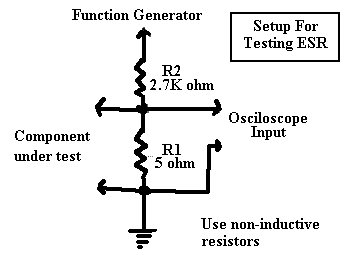 Function Generator
Setup For
Testing ESR
R2
2.7K ohm
Osciloscope
Input
Component
under test
R1
5 ohm
Use non-inductive
resistors